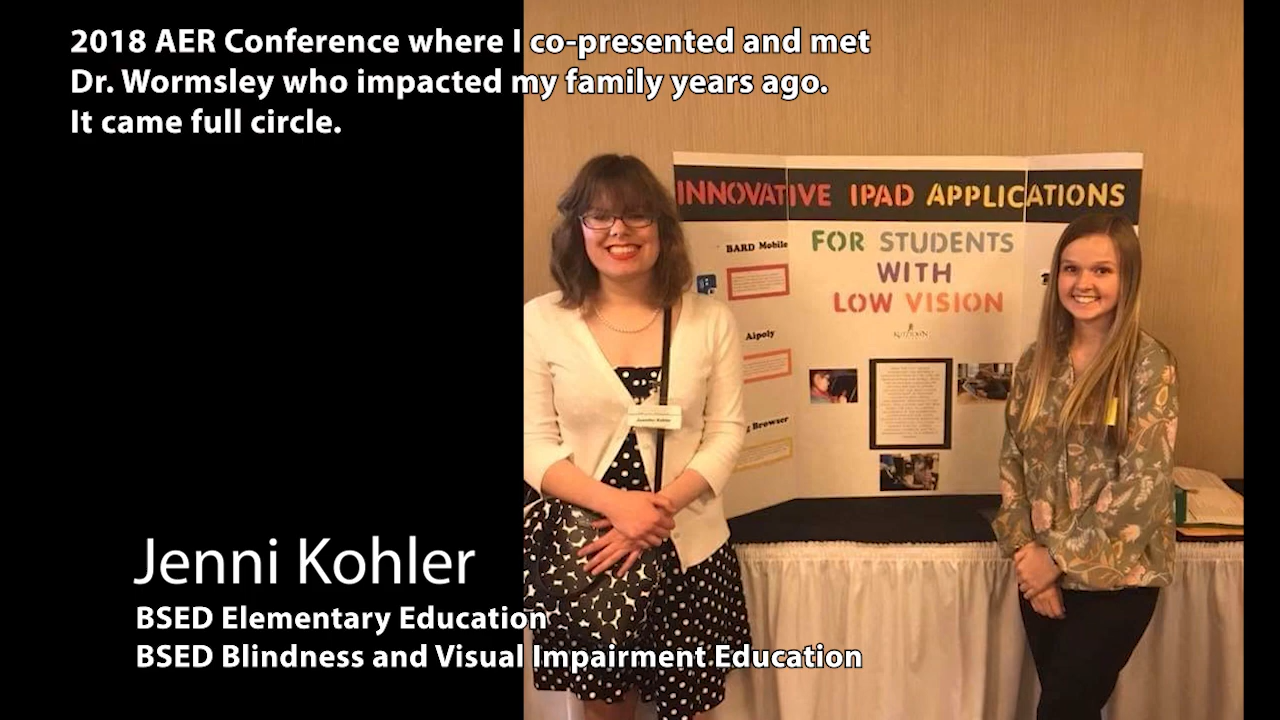 2018 AER Conference where I co-presented and met
Dr. Wormsley who impacted my family years ago.
It came full circle.
INNOVATIVE IPAD APPLICATIONS
FOR STUDENTS
WITH
LOW VISION
BARD Mobile
Aipoly
Browser
Jenni Kohler
BSED Elementary Education
BSED Blindness and Visual Impairment Education